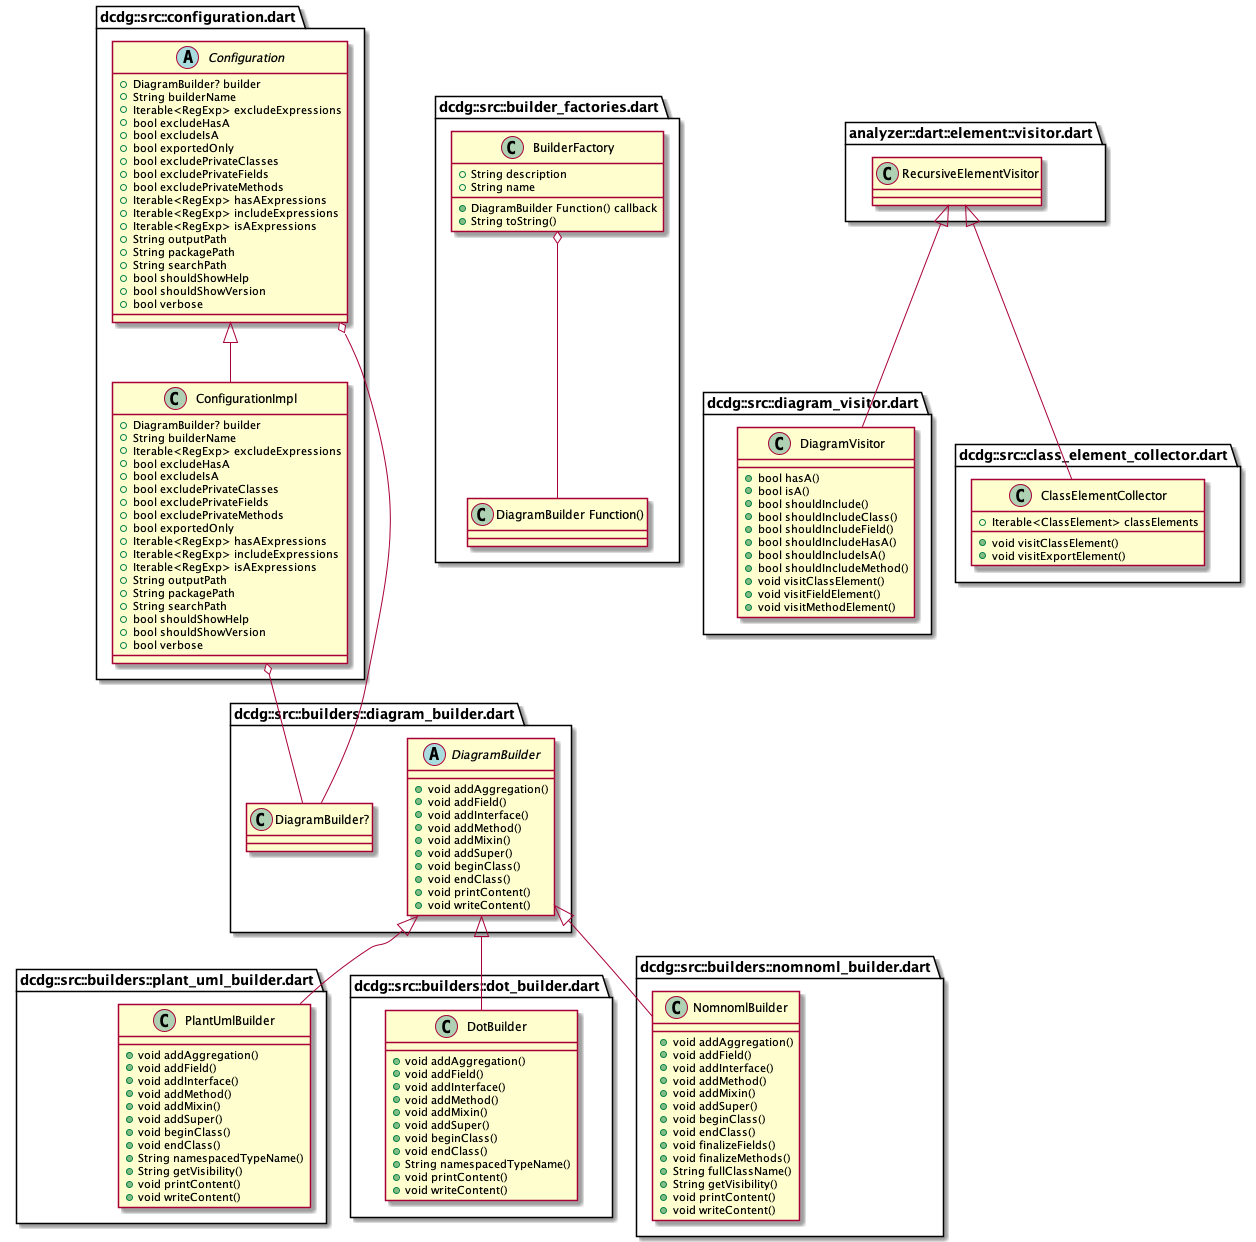 dcdg::src::configuration.dart
A Configuration
DiagramBuilder? builder
String builderName
Iterable<RegExp> excludeExpressions
bool excludeHasA
bool excludeIsA
bool exportedOnly
bool excludePrivateClasses
bool excludePrivateFields
bool excludePrivateMethods
Iterable<RegExp> hasAExpressions
Iterable<RegExp> includeExpressions
Iterable<RegExp> isAExpressions
String outputPath
String packagePath
String searchPath
bool shouldShowHelp
bool shouldShowVersion
bool verbose
C ConfigurationImpl
DiagramBuilder? builder
String builderName
Iterable<RegExp> excludeExpressions
bool excludeHasA
bool excludeIsA
bool excludePrivateClasses
bool excludePrivateFields
bool excludePrivateMethods
bool exportedOnly
Iterable<RegExp> hasAExpressions
Iterable<RegExp> includeExpressions
Iterable<RegExp> isAExpressions
String outputPath
String packagePath
String searchPath
bool shouldShowHelp
bool shouldShowVersion
bool verbose
dcdg::src::builder_factories.dart
C BuilderFactory
String description
String name
DiagramBuilder Function() callback
String toString()
C DiagramBuilder Function()
analyzer::dart::element::visitor.dart
C RecursiveElementVisitor
dcdg::src::diagram_visitor.dart
C DiagramVisitor
bool hasA()
bool isA()
bool shouldInclude()
bool shouldIncludeClass()
bool shouldIncludeField()
bool shouldIncludeHasA()
bool shouldIncludeIsA()
bool shouldIncludeMethod()
void visitClassElement()
void visitFieldElement()
void visitMethodElement()
dcdg::src::class_element_collector.dart
C ClassElementCollector
Iterable<ClassElement> classElements
void visitClassElement()
void visitExportElement()
dcdg::src::builders::diagram_builder.dart
C DiagramBuilder?
A DiagramBuilder
void addAggregation()
void addField()
void addInterface()
void addMethod()
void addMixin()
void addSuper()
void beginClass()
void endClass()
void printContent()
void writeContent()
dcdg::src::builders::plant_uml_builder.dart
C PlantUmlBuilder
void addAggregation()
void addField()
void addInterface()
void addMethod()
void addMixin()
void addSuper()
void beginClass()
void endClass()
String namespacedTypeName()
String getVisibility()
void printContent()
void writeContent()
dcdg::src::builders::dot_builder.dart
C DotBuilder
void addAggregation()
void addField()
void addInterface()
void addMethod()
void addMixin()
void addSuper()
void beginClass()
void endClass()
String namespacedTypeName()
void printContent()
void writeContent()
dcdg::src::builders::nomnoml_builder.dart
C NomnomlBuilder
void addAggregation()
void addField()
void addInterface()
void addMethod()
void addMixin()
void addSuper()
void beginClass()
void endClass()
void finalizeFields()
void finalizeMethods()
String fullClassName()
String getVisibility()
void printContent()
void writeContent()